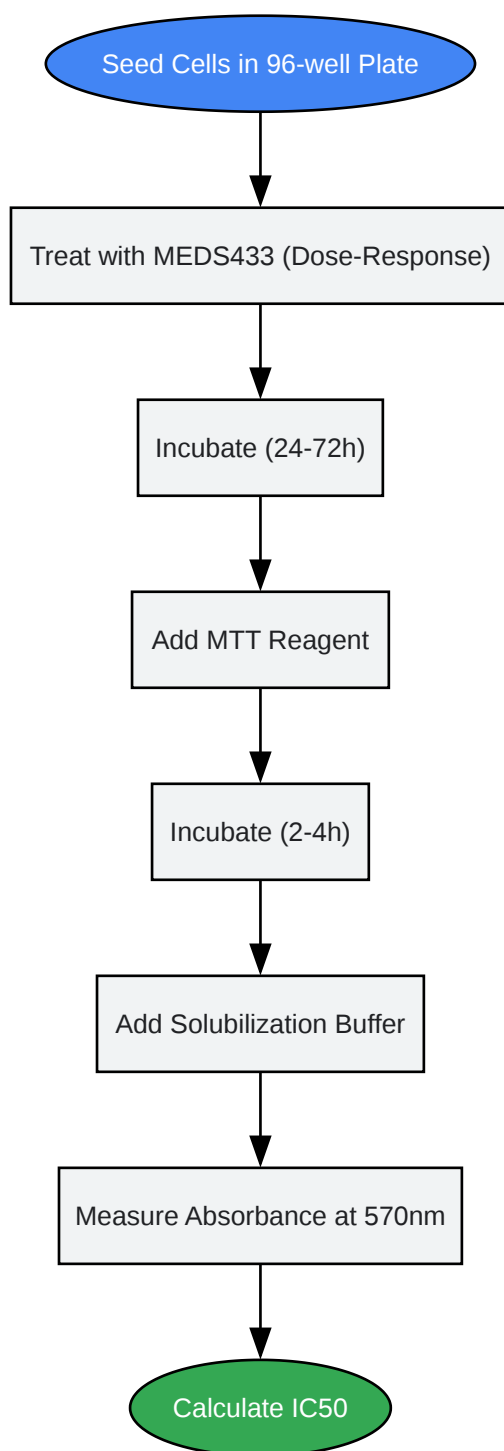 Seed Cells in 96-well Plate
Treat with MEDS433 (Dose-Response)
Incubate (24-72h)
Add MTT Reagent
Incubate (2-4h)
Add Solubilization Buffer
Measure Absorbance at 570nm
Calculate IC50